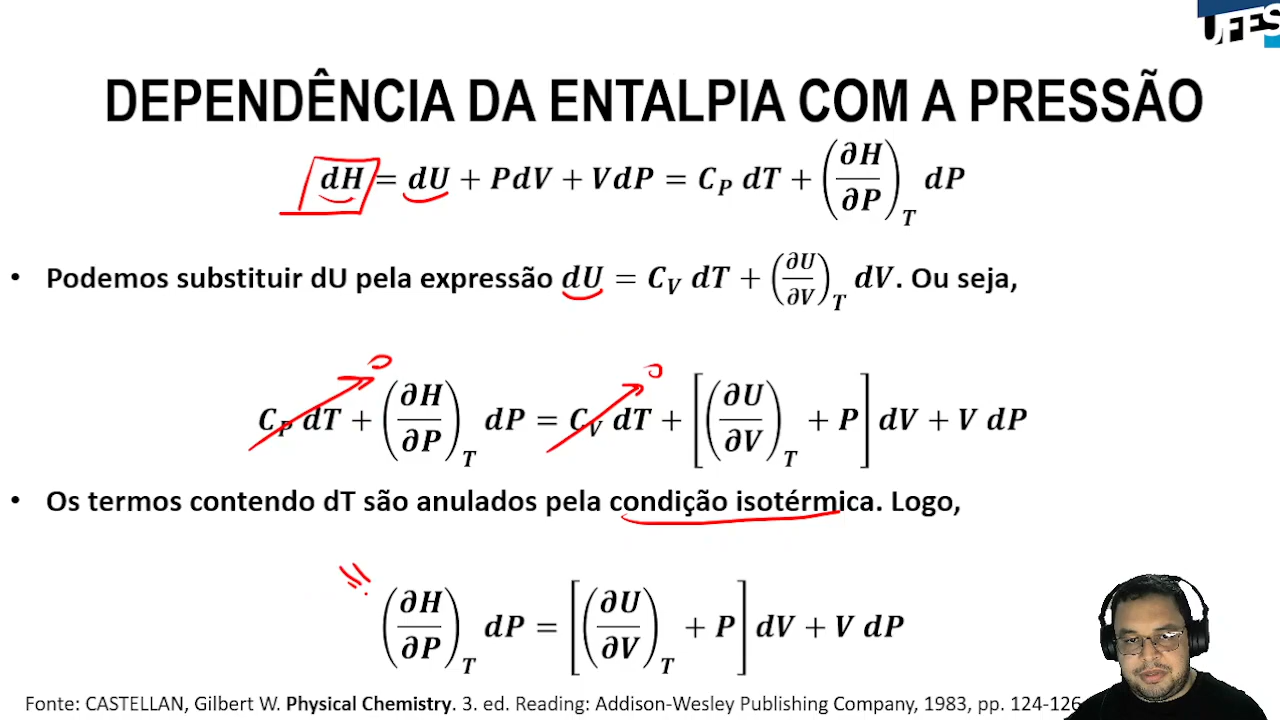 UFES
DEPENDÊNCIA DA ENTALPIA COM A PRESSÃO
dH = dU + PdV + VdP = C_P dT + (∂H/∂P)_T dP
• Podemos substituir dU pela expressão dU = C_V dT + (∂U/∂V)_T dV. Ou seja,
0 0
C_P dT + (∂H/∂P)_T dP = C_V dT + [(∂U/∂V)_T + P] dV + V dP
• Os termos contendo dT são anulados pela condição isotérmica. Logo,
(∂H/∂P)_T dP = [(∂U/∂V)_T + P] dV + V dP
Fonte: CASTELLAN, Gilbert W. Physical Chemistry. 3. ed. Reading: Addison-Wesley Publishing Company, 1983, pp. 124-126